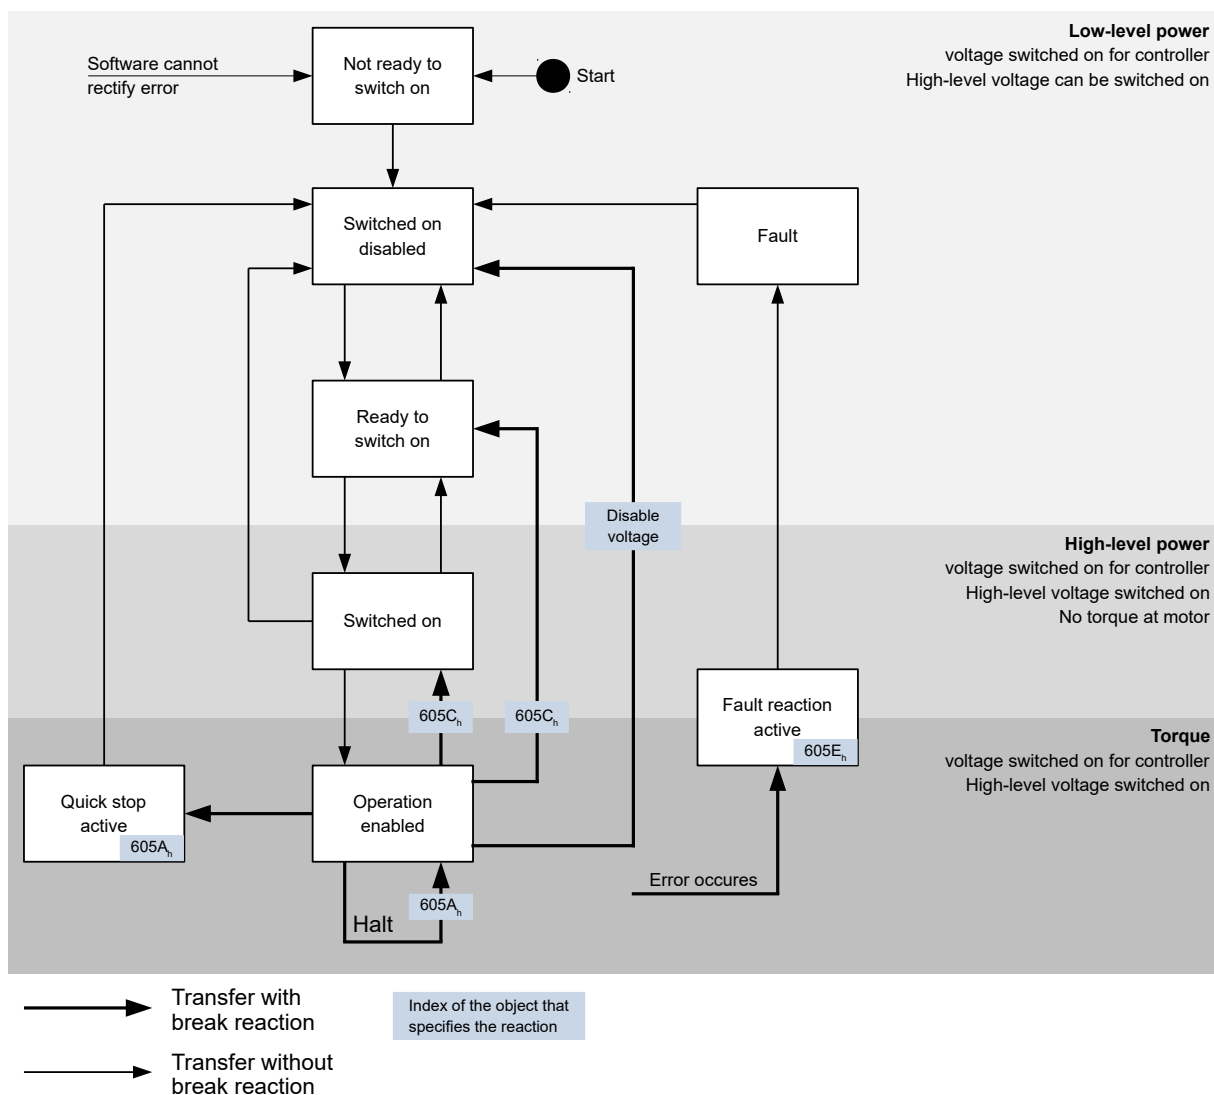 Low-level power
voltage switched on for controller
High-level voltage can be switched on
Software cannot
rectify error
Not ready to
switch on
Start
Switched on
disabled
Fault
Ready to
switch on
Disable
voltage
High-level power
voltage switched on for controller
High-level voltage switched on
No torque at motor
Switched on
605Ch
605Ch
Fault reaction
active
605Eh
Torque
voltage switched on for controller
High-level voltage switched on
Quick stop
active
605Ah
Operation
enabled
Error occures
605Ah
Halt
Transfer with
break reaction
Index of the object that
specifies the reaction
Transfer without
break reaction